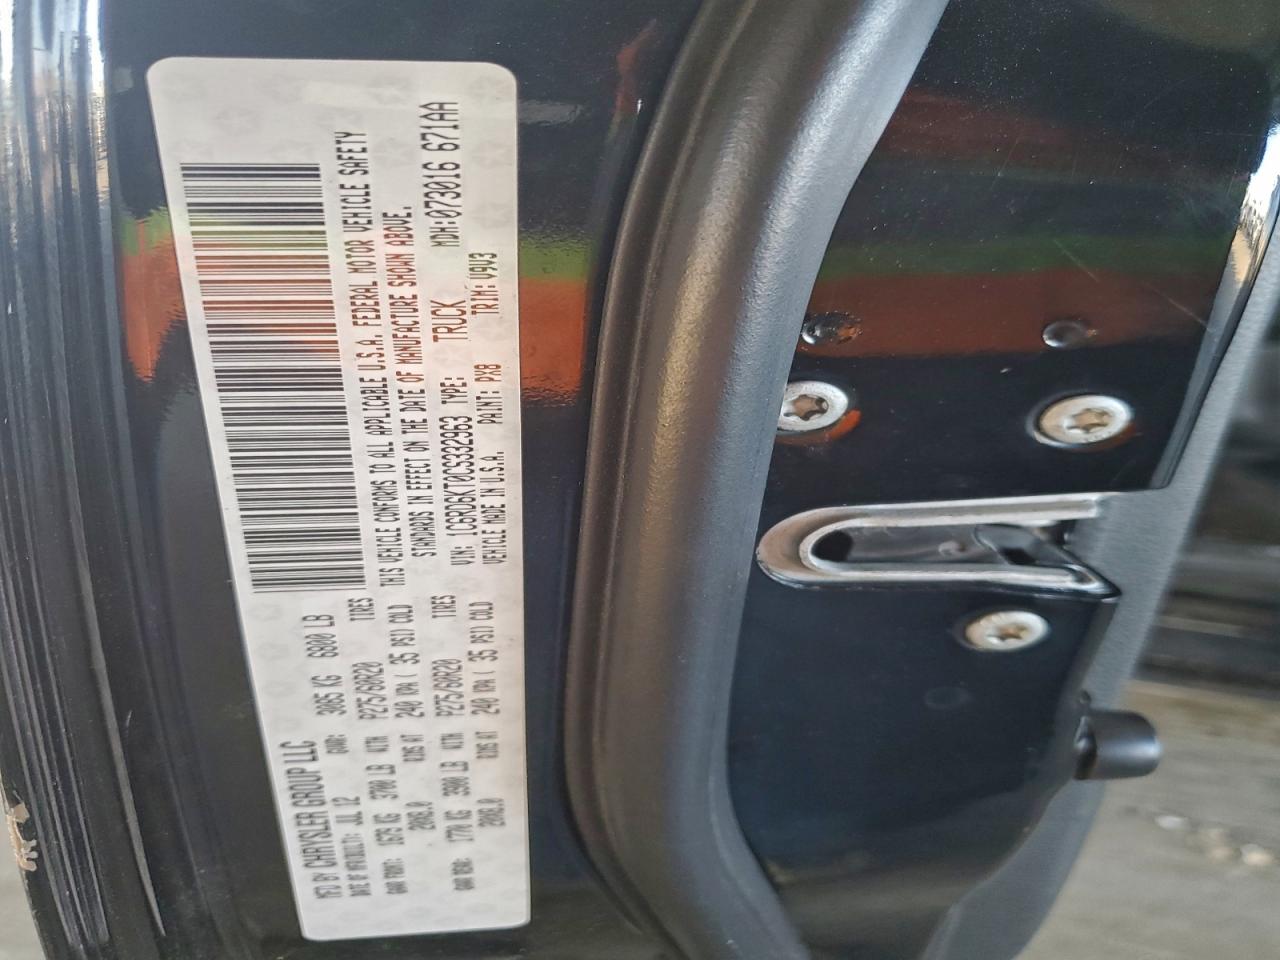 MFD BY CHRYSLER GROUP LLC
DATE OF MFR: JUL 12 GVWR: 3085 KG 6800 LB
GAWR FRONT: 1679 KG 3700 LB WITH P275/60R20 TIRES
20X8.0 RIMS AT 240 KPA ( 35 PSI) COLD
GAWR REAR: 1770 KG 3900 LB WITH P275/60R20 TIRES
20X8.0 RIMS AT 240 KPA ( 35 PSI) COLD
THIS VEHICLE CONFORMS TO ALL APPLICABLE U.S.A. FEDERAL MOTOR VEHICLE SAFETY
STANDARDS IN EFFECT ON THE DATE OF MANUFACTURE SHOWN ABOVE.
VIN: 1C6RD6KT0CS332963 TYPE: TRUCK MDH:073016 671AA
VEHICLE MADE IN U.S.A. PAINT: PX8 TRIM: V9V3